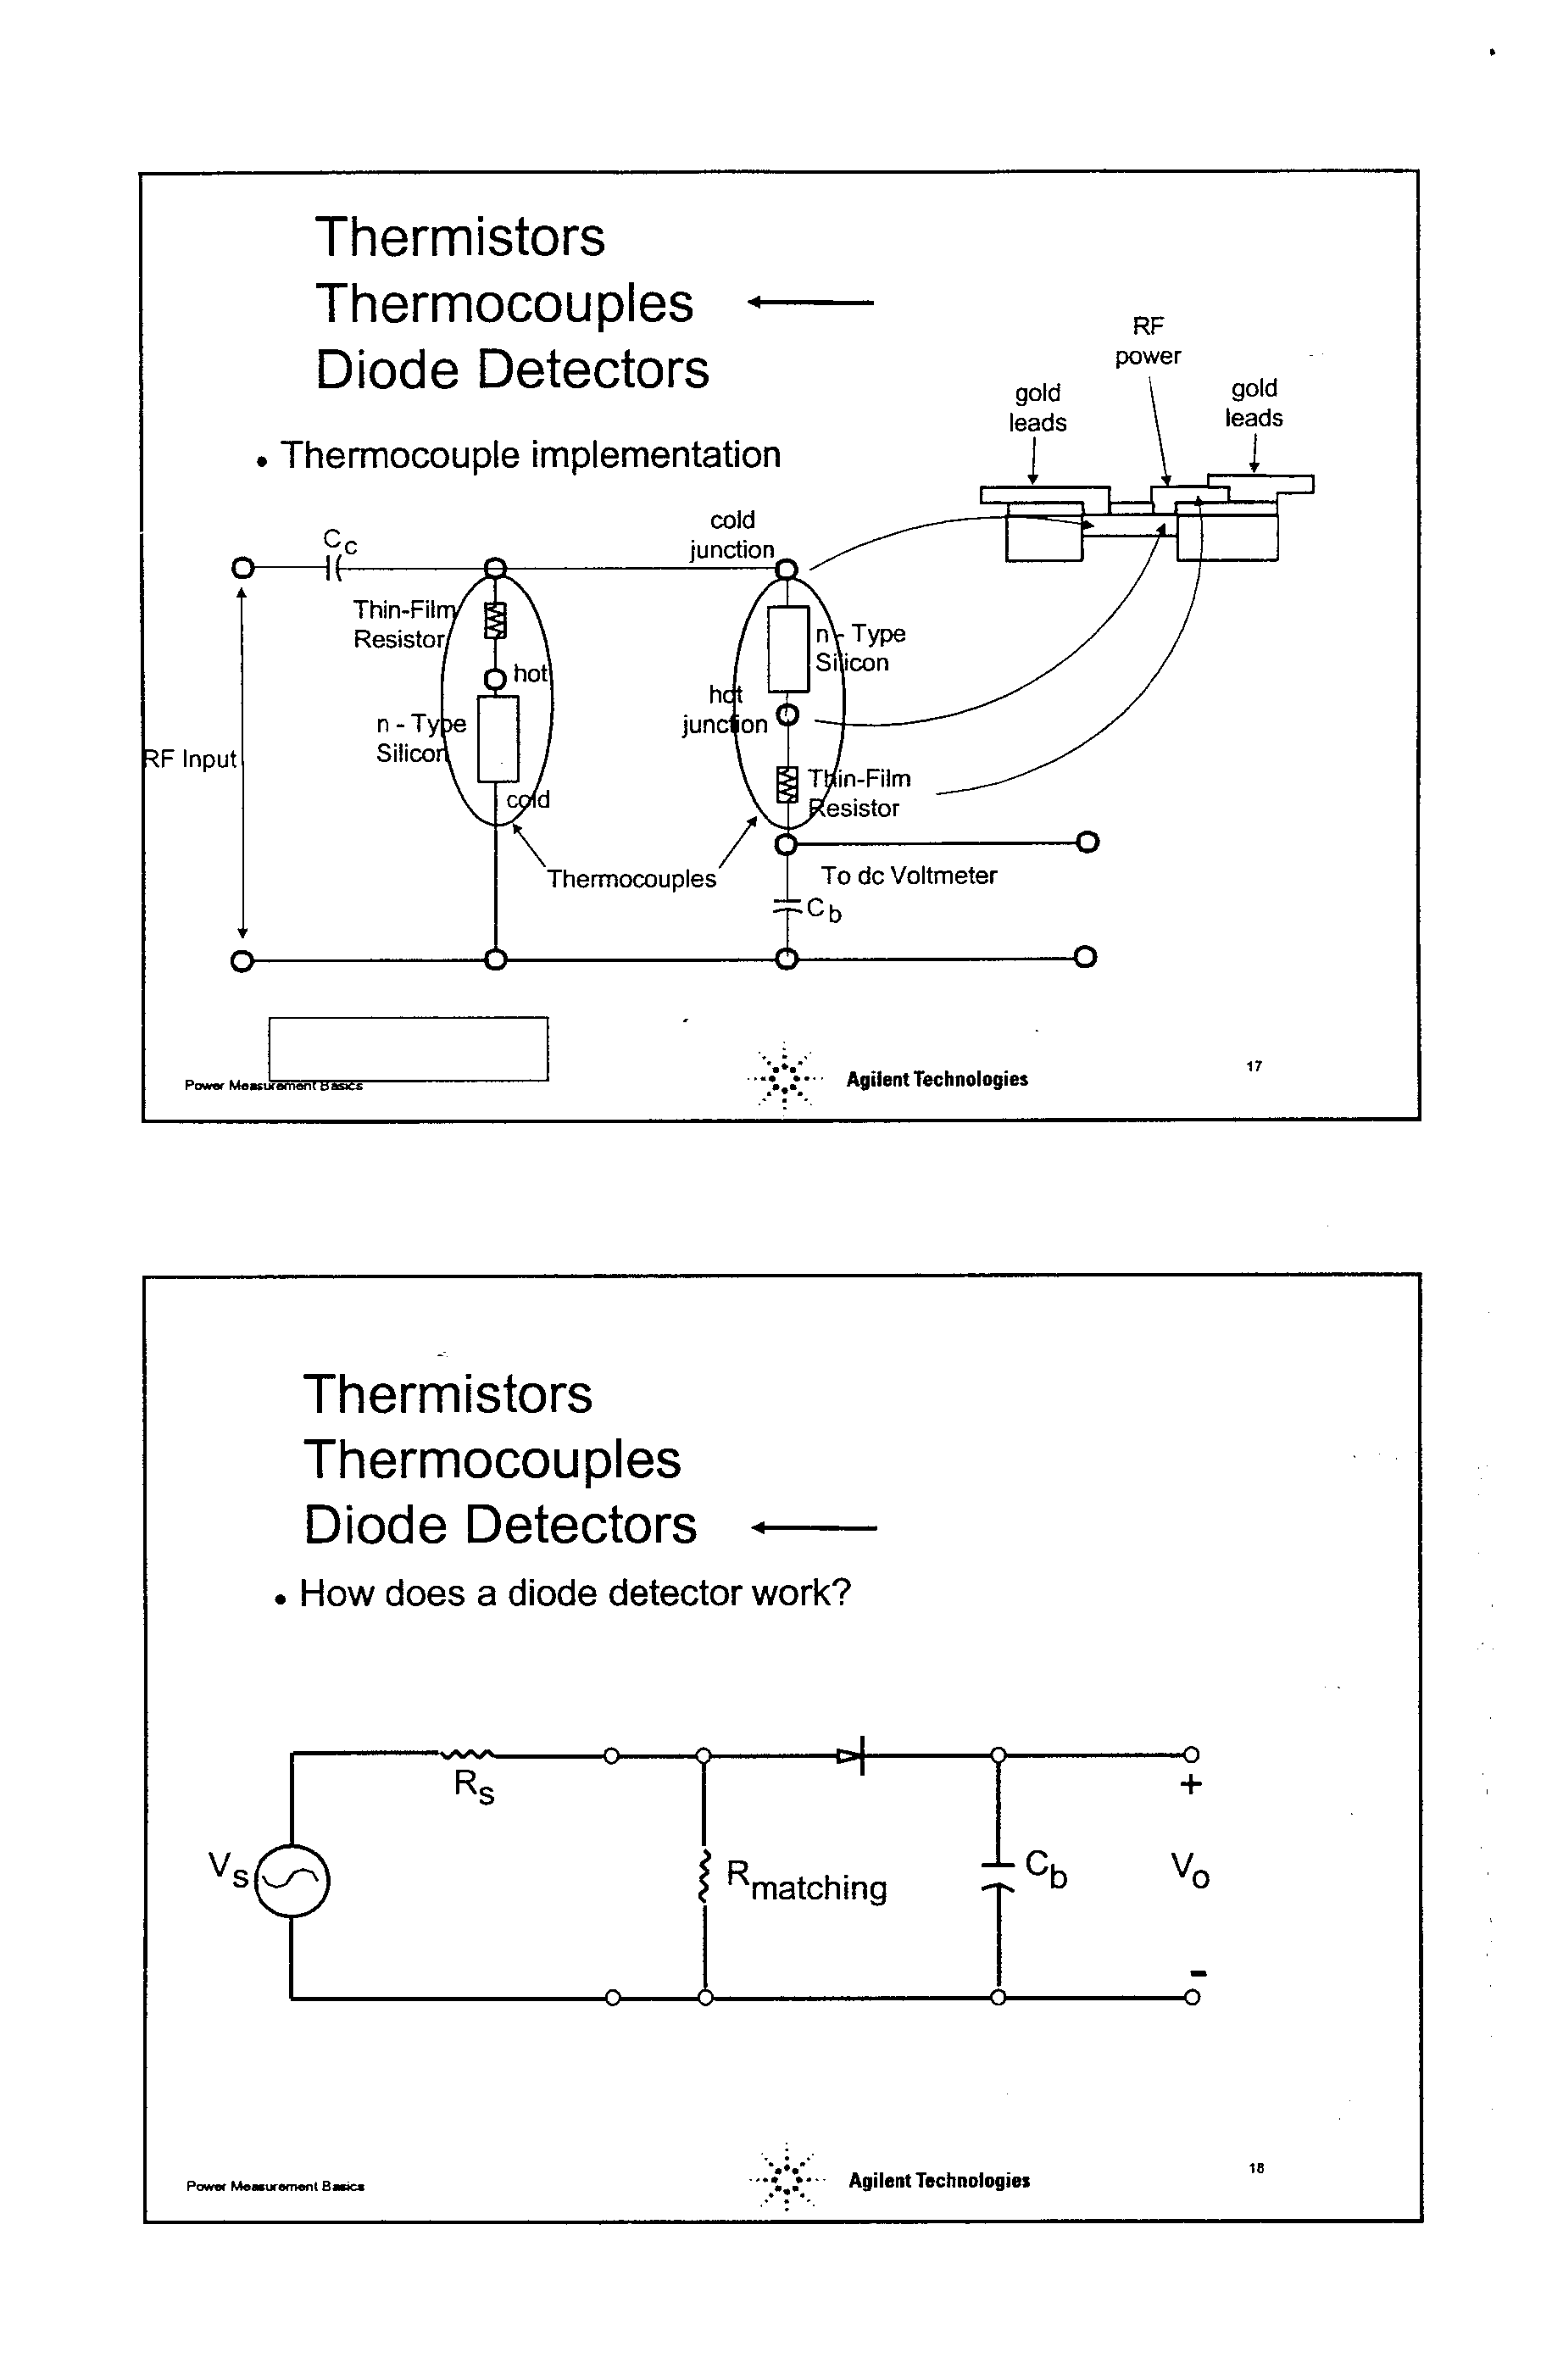 Thermistors
Thermocouples
Diode Detectors
• Thermocouple implementation
RF
power
gold
leads
gold
leads
cold
junction
Cc
Thin-Film
Resistor
hot
n - Type
Silicon
cold
RF Input
n - Type
Silicon
hot
junction
Thin-Film
Resistor
Thermocouples
To dc Voltmeter
Cb
Power Measurement Basics
Agilent Technologies
17
Thermistors
Thermocouples
Diode Detectors
• How does a diode detector work?
Rs
+
Vs
Rmatching
Cb
Vo
-
Power Measurement Basics
Agilent Technologies
18